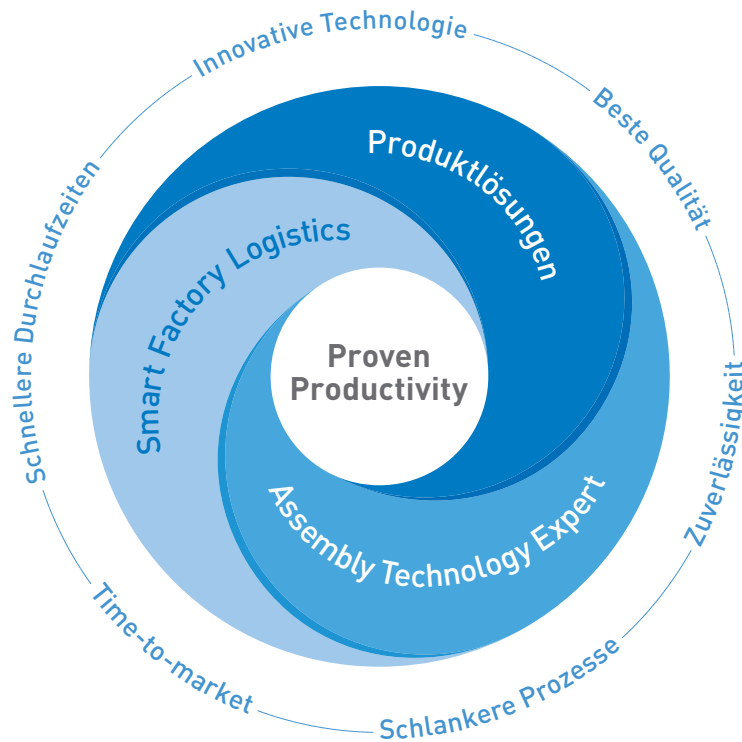 Innovative Technologie
Beste Qualität
Zuverlässigkeit
Schlankere Prozesse
Time-to-market
Schnellere Durchlaufzeiten
Produktlösungen
Assembly Technology Expert
Smart Factory Logistics
Proven
Productivity